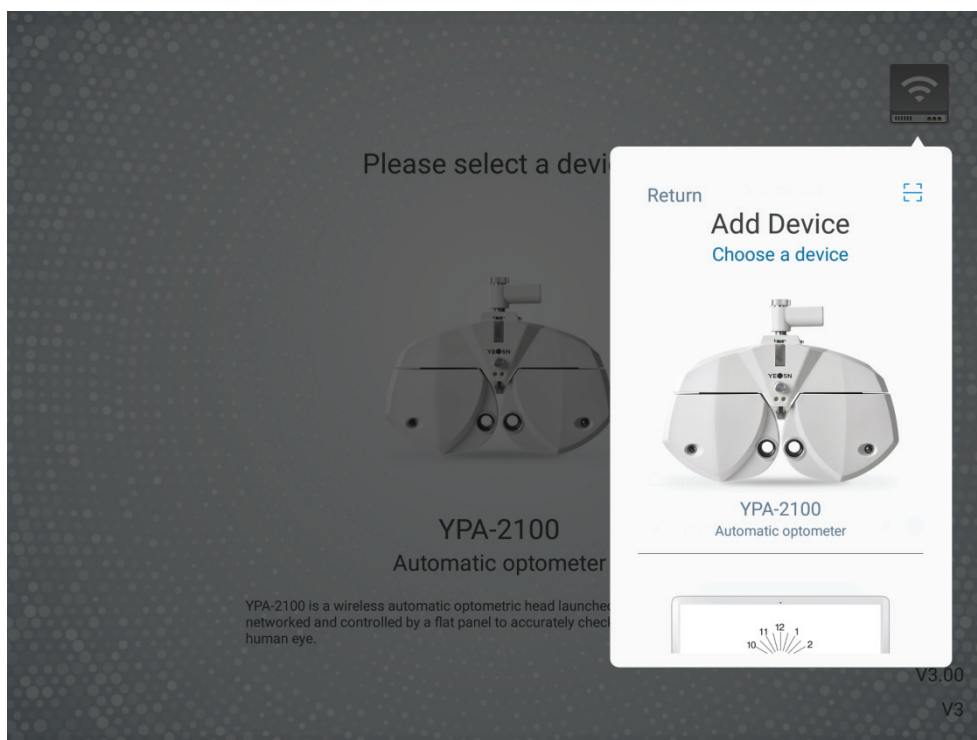 Please select a devi
Return
Add Device
Choose a device
YEOSN
YEOSN
YPA-2100
Automatic optometer
YPA-2100
Automatic optometer
YPA-2100 is a wireless automatic optometric head launched
networked and controlled by a flat panel to accurately check
human eye.
11 12 1
10 2
V3.00
V3